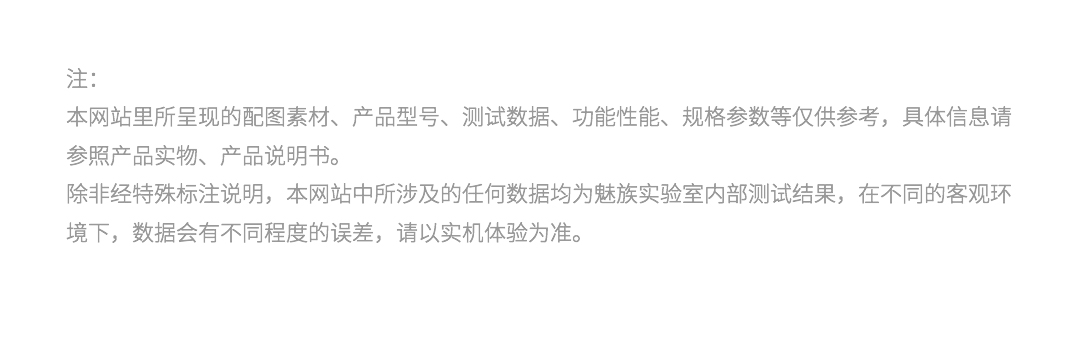 注：
本网站里所呈现的配图素材、产品型号、测试数据、功能性能、规格参数等仅供参考，具体信息请
参照产品实物、产品说明书。
除非经特殊标注说明，本网站中所涉及的任何数据均为魅族实验室内部测试结果，在不同的客观环
境下，数据会有不同程度的误差，请以实机体验为准。